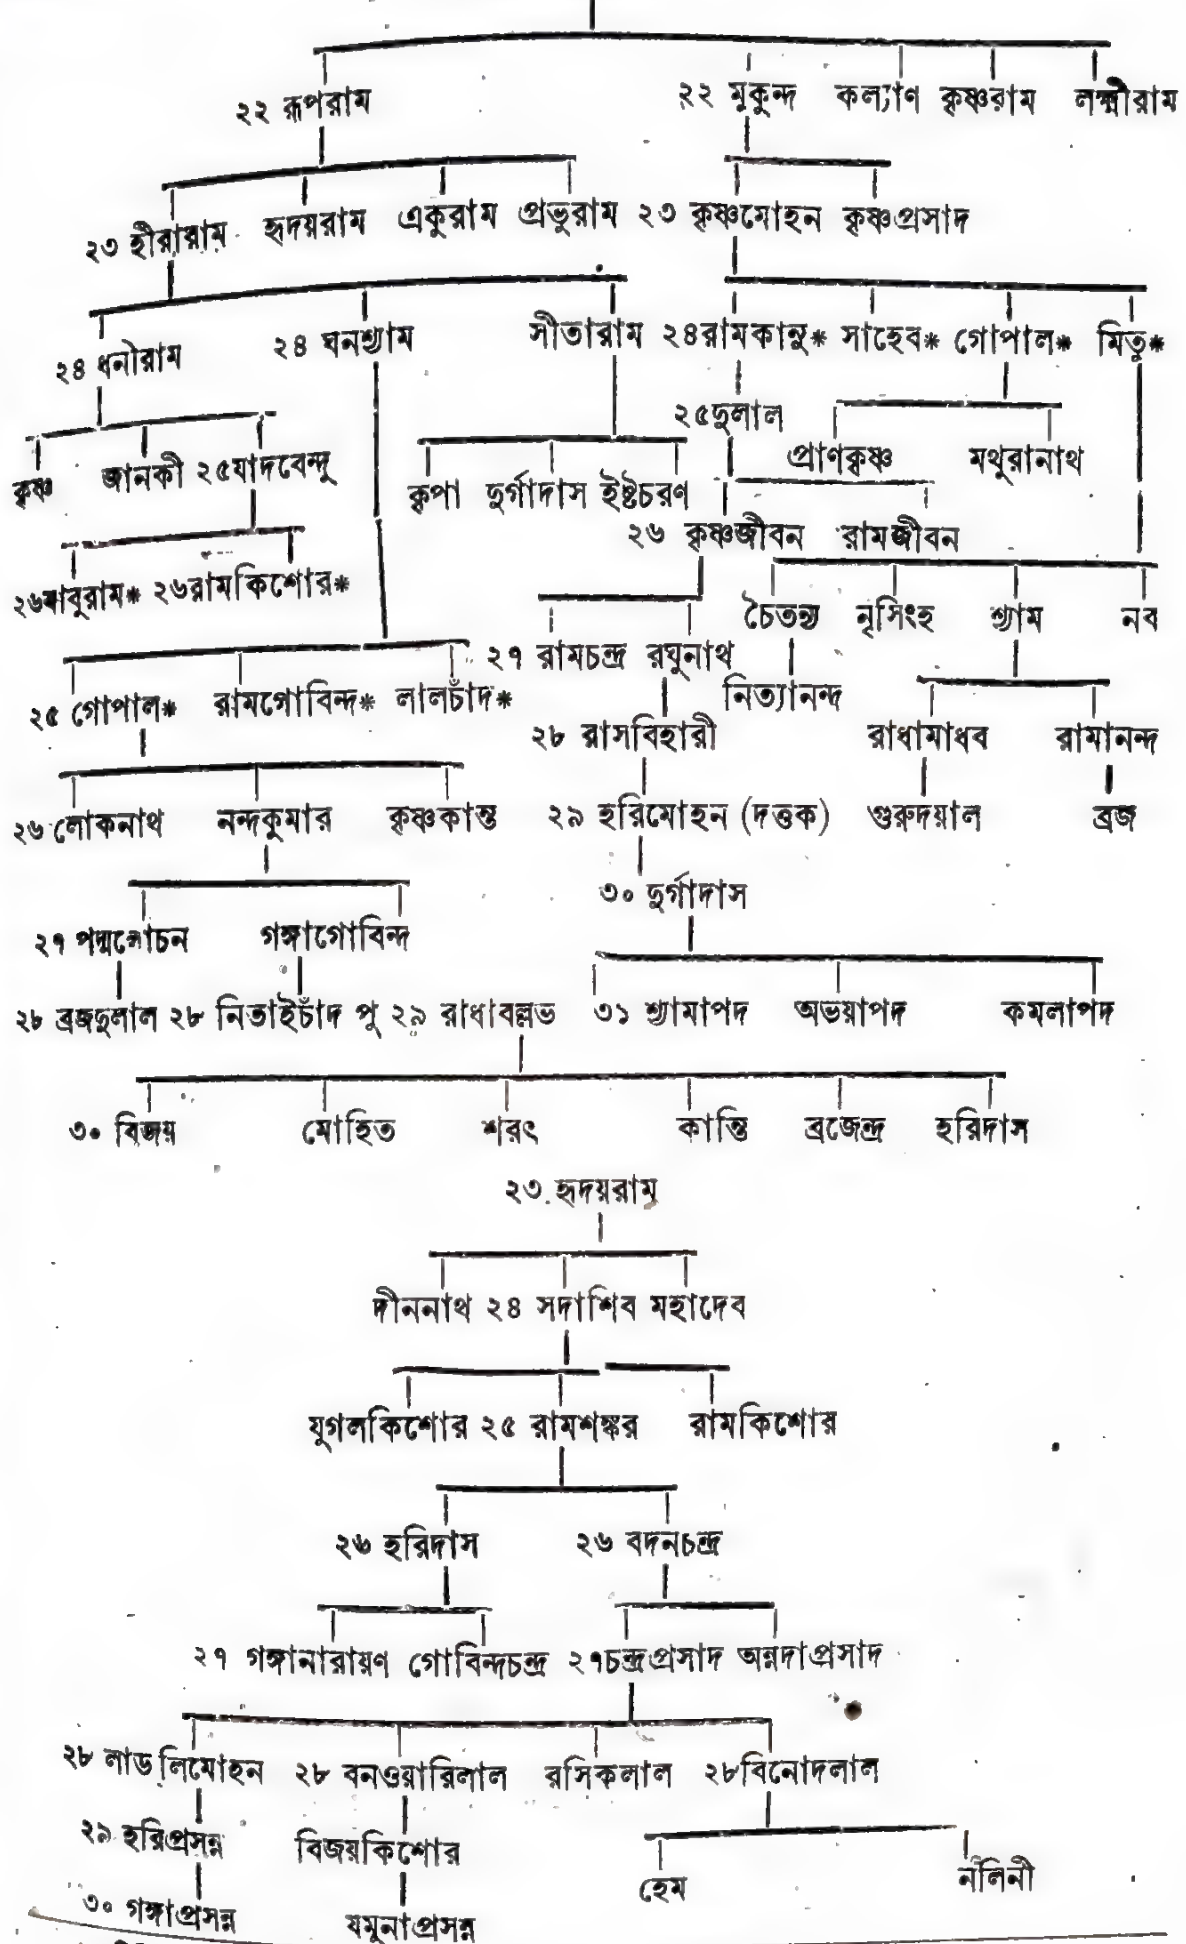 ২২ রূপরাম ২২ মুকুন্দ কল্যাণ কৃষ্ণরাম লক্ষ্মীরাম
২৩ হীরারাম হৃদয়রাম একুরাম প্রভুরাম ২৩ কৃষ্ণমোহন কৃষ্ণপ্রসাদ
২৪ ধনীরাম ২৪ ঘনশ্যাম সীতারাম ২৪রামকানু* সাহেব* গোপাল* মিতু*
২৫দুলাল
কৃষ্ণ জানকী ২৫যাদবেন্দু কৃপা দুর্গাদাস ইষ্টচরণ প্রাণকৃষ্ণ মথুরানাথ
২৬ কৃষ্ণজীবন রামজীবন
২৬বাবুরাম* ২৬রামকিশোর* চৈতন্য নৃসিংহ শ্যাম নব
২৭ রামচন্দ্র রঘুনাথ
২৫ গোপাল* রামগোবিন্দ* লালচাঁদ* নিত্যানন্দ
২৮ রাসবিহারী রাধামাধব রামানন্দ
২৬ লোকনাথ নন্দকুমার কৃষ্ণকান্ত ২৯ হরিমোহন (দত্তক) গুরুদয়াল ব্রজ
৩০ দুর্গাদাস
২৭ পদ্মলোচন গঙ্গাগোবিন্দ
২৮ ব্রজদুলাল ২৮ নিতাইচাঁদ পু ২৯ রাধাবল্লভ ৩১ শ্যামাপদ অভয়াপদ কমলাপদ
৩০ বিজয় মোহিত শরৎ কান্তি ব্রজেন্দ্র হরিদাস
২৩. হৃদয়রাম
দীননাথ ২৪ সদাশিব মহাদেব
যুগলকিশোর ২৫ রামশঙ্কর রামকিশোর
২৬ হরিদাস ২৬ বদনচন্দ্র
২৭ গঙ্গানারায়ণ গোবিন্দচন্দ্র ২৭চন্দ্রপ্রসাদ অন্নদাপ্রসাদ
২৮ লাডলিমোহন ২৮ বনওয়ারিলাল রসিকলাল ২৮বিনোদলাল
২৯ হরিপ্রসন্ন বিজয়কিশোর হেম নলিনী
৩০ গঙ্গাপ্রসন্ন যমুনাপ্রসন্ন